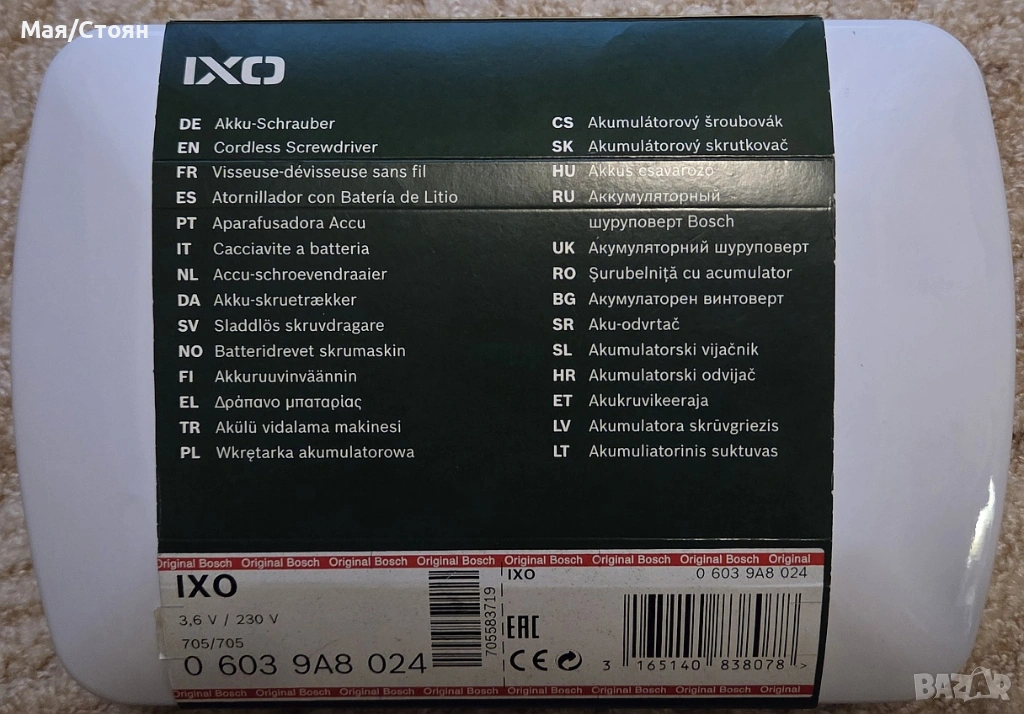 Мая/Стоян
IXO
DE Akku-Schrauber
EN Cordless Screwdriver
FR Visseuse-dévisseuse sans fil
ES Atornillador con Batería de Litio
PT Aparafusadora Accu
IT Cacciavite a batteria
NL Accu-schroevendraaier
DA Akku-skruetrækker
SV Sladdlös skruvdragare
NO Batteridrevet skrumaskin
FI Akkuruuvinväännin
EL Δράπανο μπαταρίας
TR Akülü vidalama makinesi
PL Wkrętarka akumulatorowa
CS Akumulátorový šroubovák
SK Akumulátorový skrutkovač
HU Akkus csavarozó
RU Аккумуляторный
шуруповерт Bosch
UK Акумуляторний шуруповерт
RO Şurubelniţă cu acumulator
BG Акумулаторен винтоверт
SR Aku-odvrtač
SL Akumulatorski vijačnik
HR Akumulatorski odvijač
ET Akukruvikeeraja
LV Akumulatora skrūvgriezis
LT Akumuliatorinis suktuvas
Original Bosch Original Bosch Original Bosch Original Bosch Original Bosch Original Bosch Original Bosch Original
IXO
3,6 V / 230 V
705/705
0 603 9A8 024
705583719
IXO 0 603 9A8 024
EAC
CE
3 165140 838078 >
Original Bosch Original Bosch Original Bosch Original Bosch Original Bosch Original Bosch Original Bosch Original
BAZAR